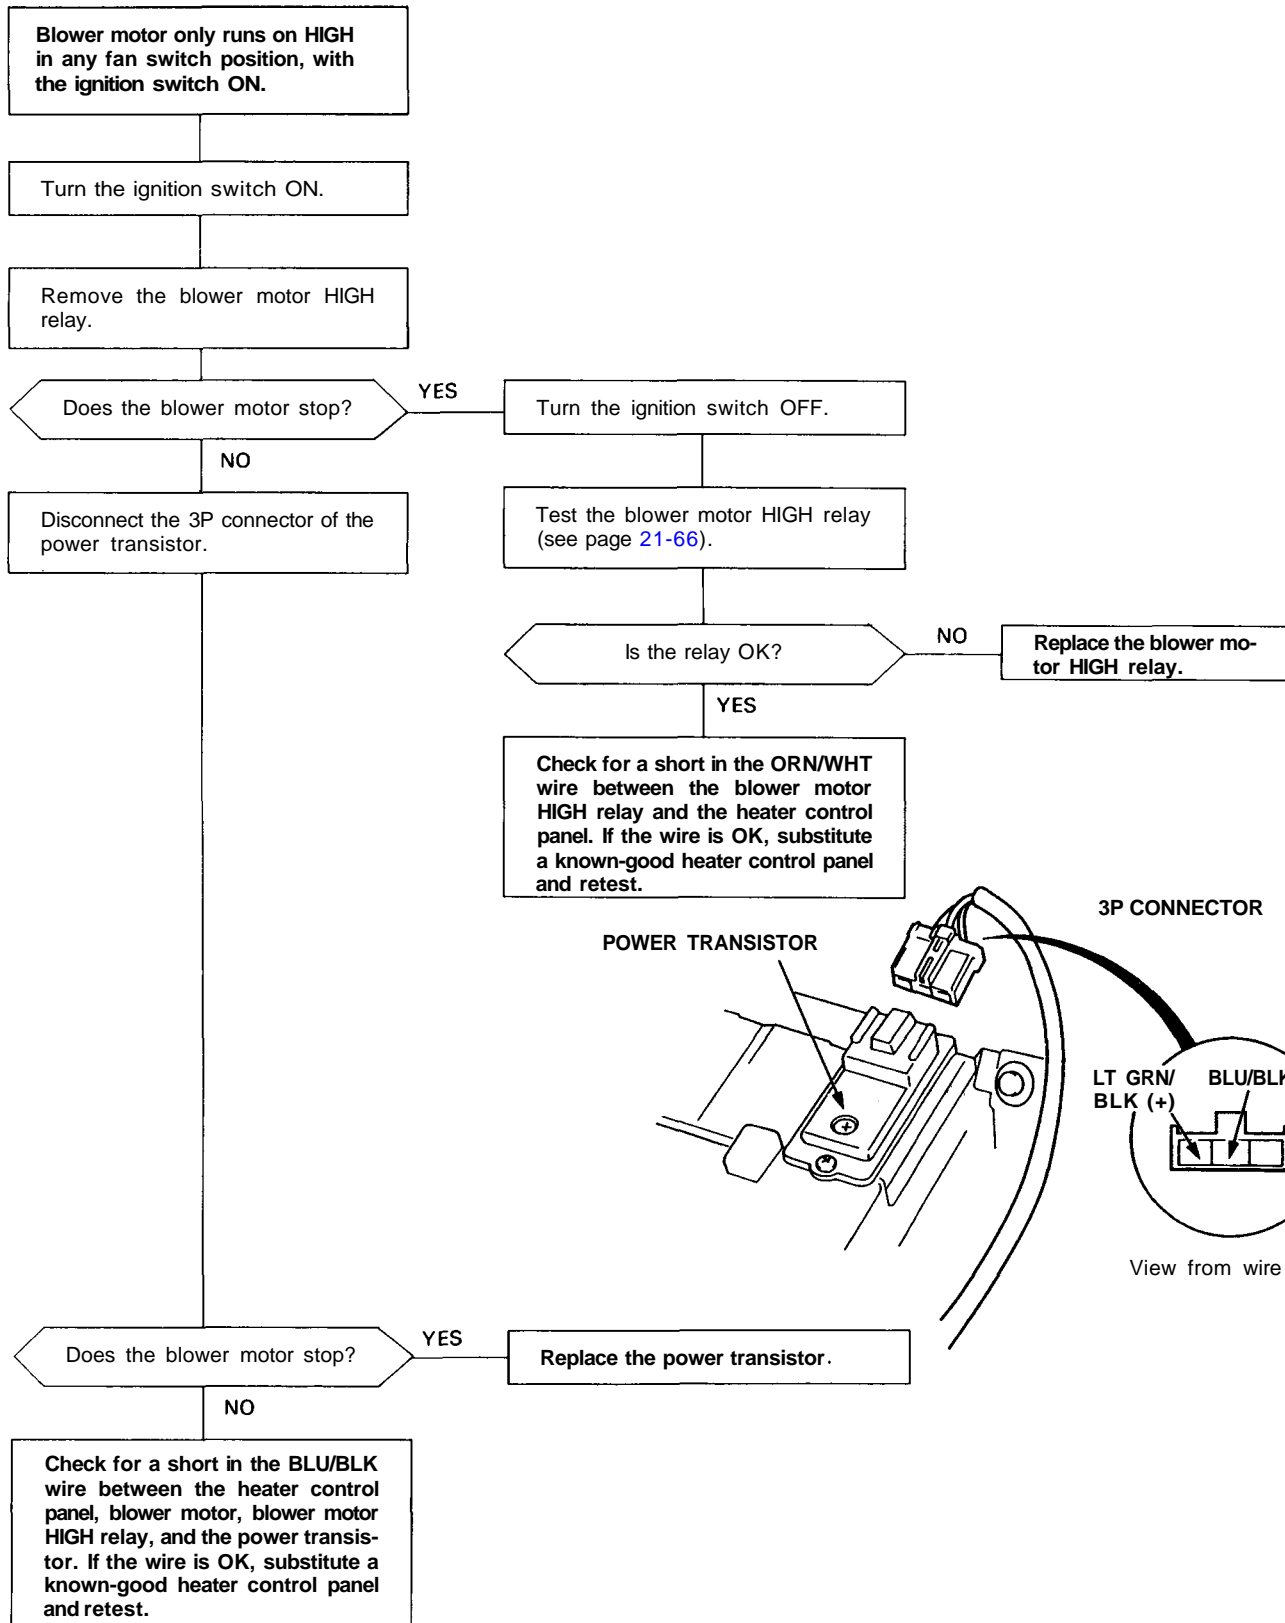 Blower motor only runs on HIGH
in any fan switch position, with
the ignition switch ON.
Turn the ignition switch ON.
Remove the blower motor HIGH
relay.
Does the blower motor stop?
YES
Turn the ignition switch OFF.
NO
Disconnect the 3P connector of the
power transistor.
Test the blower motor HIGH relay
(see page 21-66).
Is the relay OK?
NO
Replace the blower mo-
tor HIGH relay.
YES
Check for a short in the ORN/WHT
wire between the blower motor
HIGH relay and the heater control
panel. If the wire is OK, substitute
a known-good heater control panel
and retest.
3P CONNECTOR
POWER TRANSISTOR
LT GRN/
BLK (+)
BLU/BLK
View from wire
Does the blower motor stop?
YES
Replace the power transistor.
NO
Check for a short in the BLU/BLK
wire between the heater control
panel, blower motor, blower motor
HIGH relay, and the power transis-
tor. If the wire is OK, substitute a
known-good heater control panel
and retest.